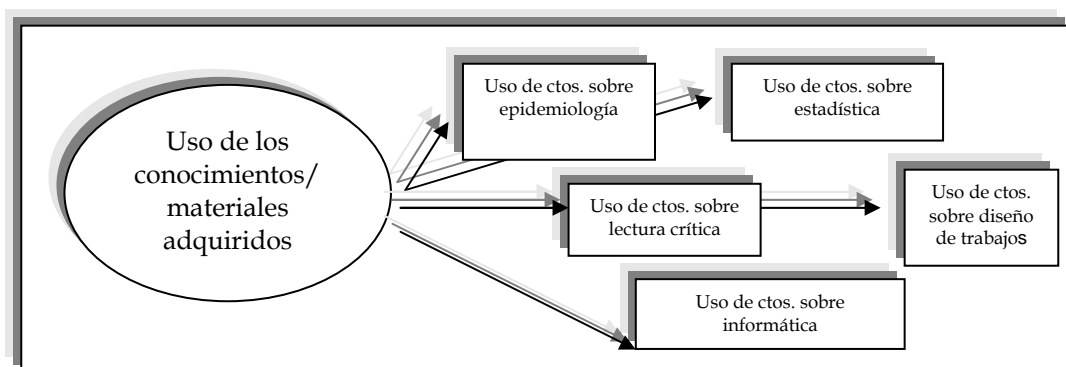 Uso de los
conocimientos/
materiales
adquiridos
Uso de ctos. sobre
epidemiología
Uso de ctos. sobre
estadística
Uso de ctos. sobre
lectura crítica
Uso de ctos.
sobre diseño
de trabajos
Uso de ctos. sobre
informática